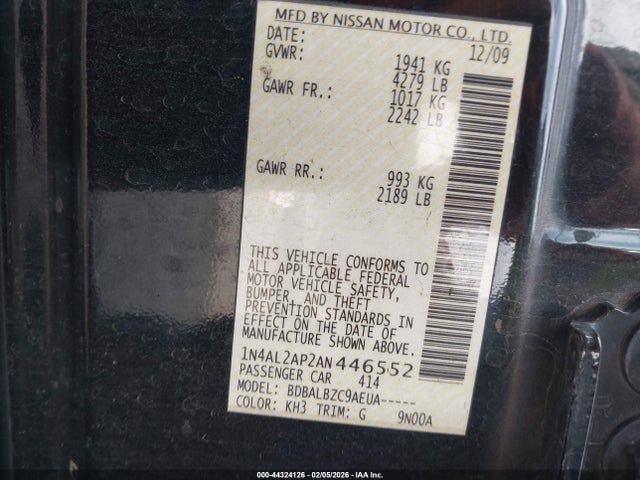 MFD BY NISSAN MOTOR CO., LTD.
DATE: 12/09
GVWR: 1941 KG
4279 LB
GAWR FR.: 1017 KG
2242 LB
GAWR RR.: 993 KG
2189 LB
THIS VEHICLE CONFORMS TO
ALL APPLICABLE FEDERAL
MOTOR VEHICLE SAFETY,
BUMPER, AND THEFT
PREVENTION STANDARDS IN
EFFECT ON THE DATE OF
MANUFACTURE SHOWN ABOVE.
1N4AL2AP2AN446552
PASSENGER CAR 414
MODEL: BDBALBZC9AEUA-----
COLOR: KH3 TRIM: G 9N00A
000-44324126 - 02/05/2026 - IAA Inc.